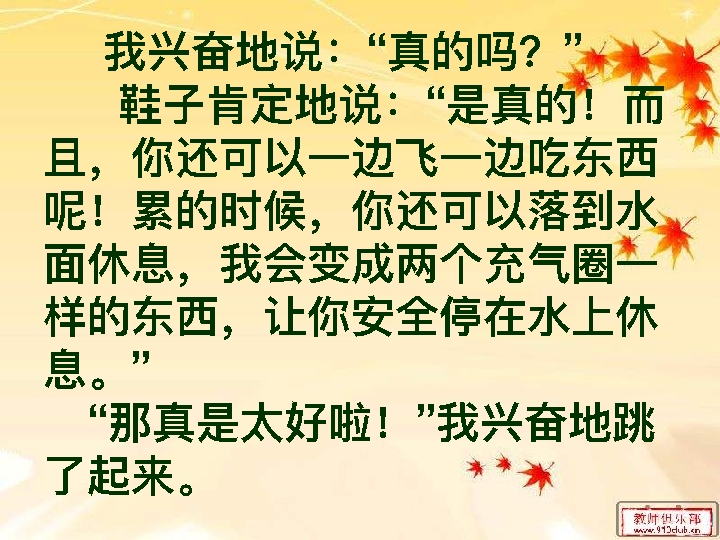 我兴奋地说：“真的吗？”
鞋子肯定地说：“是真的！而
且，你还可以一边飞一边吃东西
呢！累的时候，你还可以落到水
面休息，我会变成两个充气圈一
样的东西，让你安全停在水上休
息。”
“那真是太好啦！”我兴奋地跳
了起来。
教师俱乐部
www.910club.cn